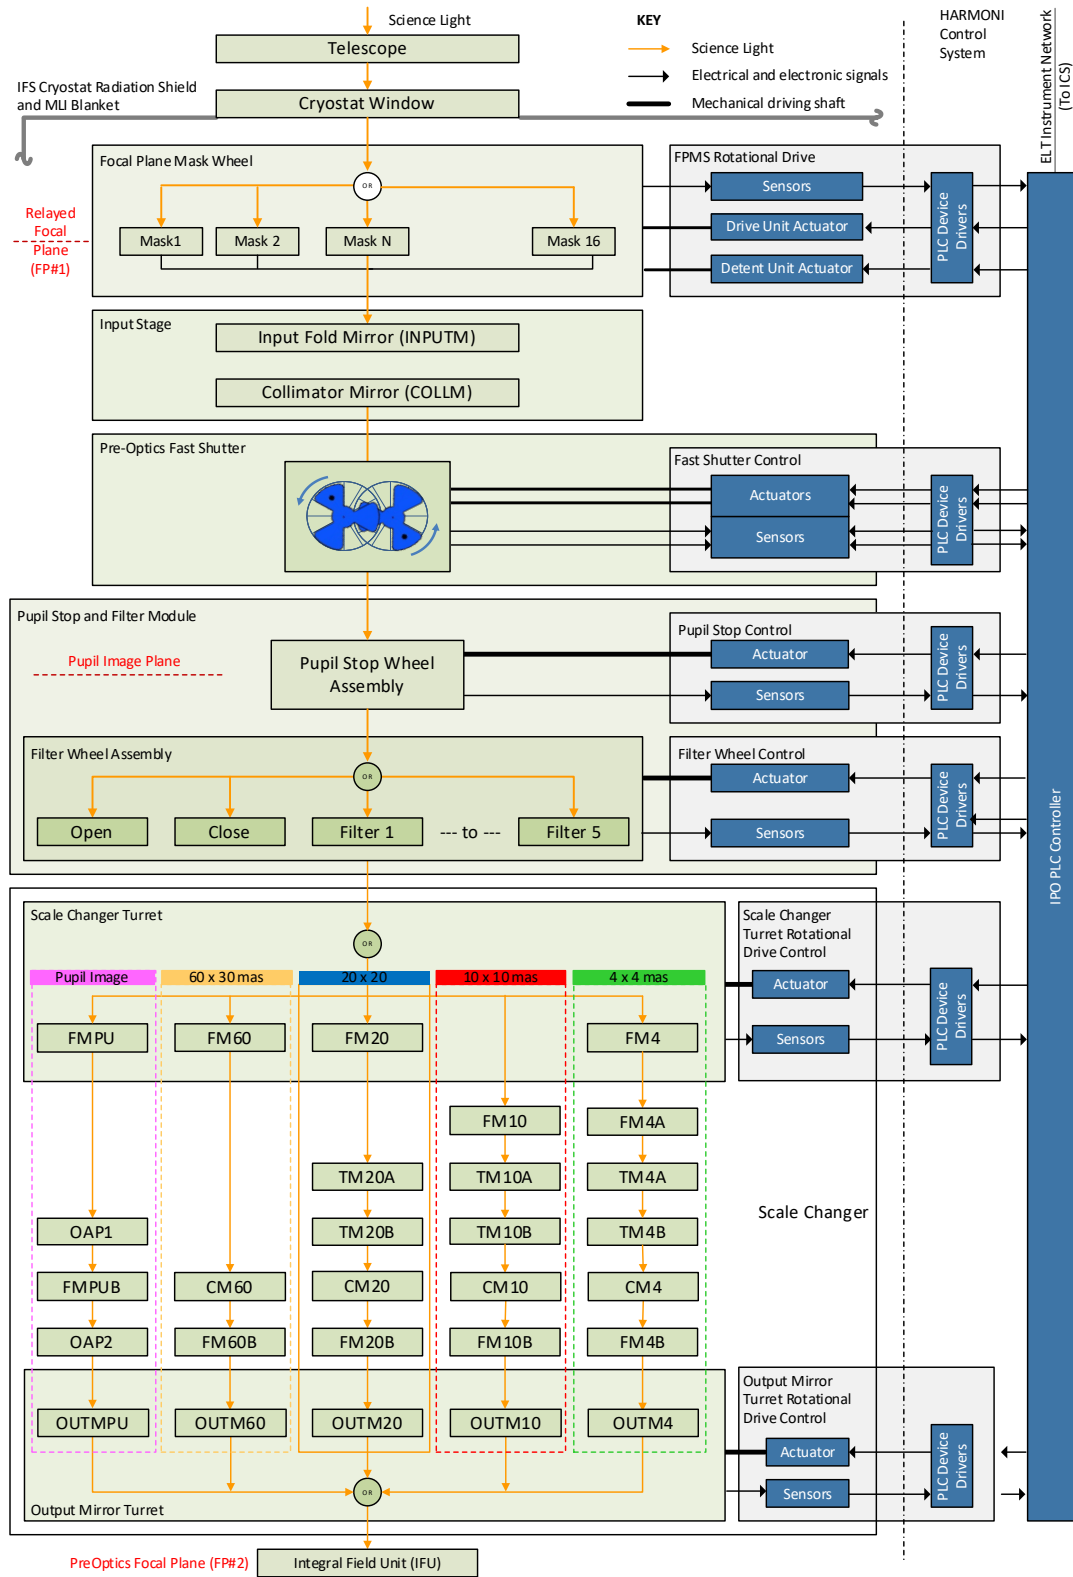 Science Light
Telescope
IFS Cryostat Radiation Shield
and MLI Blanket
Cryostat Window
KEY
Science Light
Electrical and electronic signals
Mechanical driving shaft
HARMONI
Control
System
ELT Instrument Network
(To ICS)
Focal Plane Mask Wheel
OR
Mask1
Mask 2
Mask N
Mask 16
Relayed
Focal
Plane
(FP#1)
FPMS Rotational Drive
Sensors
Drive Unit Actuator
Detent Unit Actuator
PLC Device
Drivers
Input Stage
Input Fold Mirror (INPUTM)
Collimator Mirror (COLLM)
Pre-Optics Fast Shutter
Fast Shutter Control
Actuators
Sensors
PLC Device
Drivers
Pupil Stop and Filter Module
Pupil Image Plane
Pupil Stop Wheel
Assembly
Pupil Stop Control
Actuator
Sensors
PLC Device
Drivers
Filter Wheel Assembly
OR
Open
Close
Filter 1
--- to ---
Filter 5
Filter Wheel Control
Actuator
Sensors
PLC Device
Drivers
IPO PLC Controller
Scale Changer Turret
OR
Pupil Image
60 x 30 mas
20 x 20
10 x 10 mas
4 x 4 mas
FMPU
FM60
FM20
FM4
Scale Changer
Turret Rotational
Drive Control
Actuator
Sensors
PLC Device
Drivers
FM10
FM4A
TM20A
TM10A
TM4A
OAP1
TM20B
TM10B
TM4B
Scale Changer
FMPUB
CM60
CM20
CM10
CM4
OAP2
FM60B
FM20B
FM10B
FM4B
OUTMPU
OUTM60
OUTM20
OUTM10
OUTM4
OR
Output Mirror Turret
Output Mirror
Turret Rotational
Drive Control
Actuator
Sensors
PLC Device
Drivers
PreOptics Focal Plane (FP#2)
Integral Field Unit (IFU)